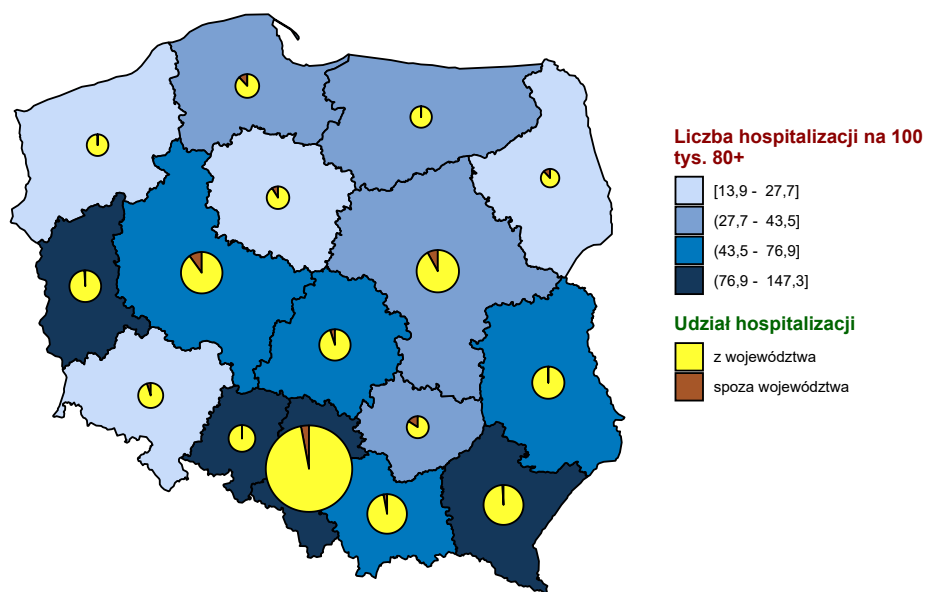 Liczba hospitalizacji na 100
tys. 80+
[13,9 - 27,7]
(27,7 - 43,5]
(43,5 - 76,9]
(76,9 - 147,3]
Udział hospitalizacji
z województwa
spoza województwa